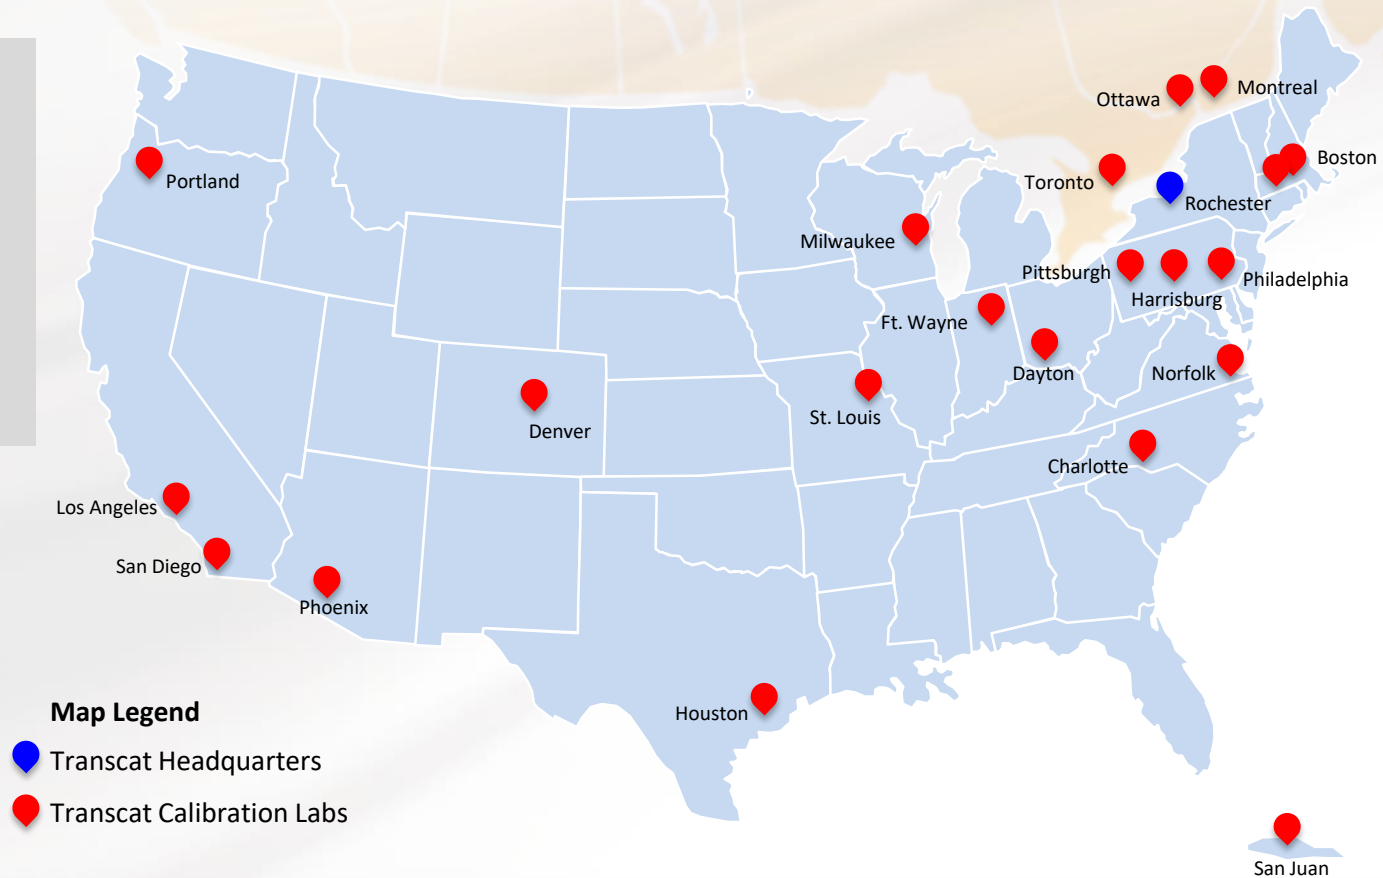 Ottawa
Montreal
Boston
Portland
Toronto
Rochester
Milwaukee
Pittsburgh
Philadelphia
Harrisburg
Ft. Wayne
Dayton
Norfolk
St. Louis
Denver
Charlotte
Los Angeles
San Diego
Phoenix
Houston
Map Legend
Transcat Headquarters
Transcat Calibration Labs
San Juan